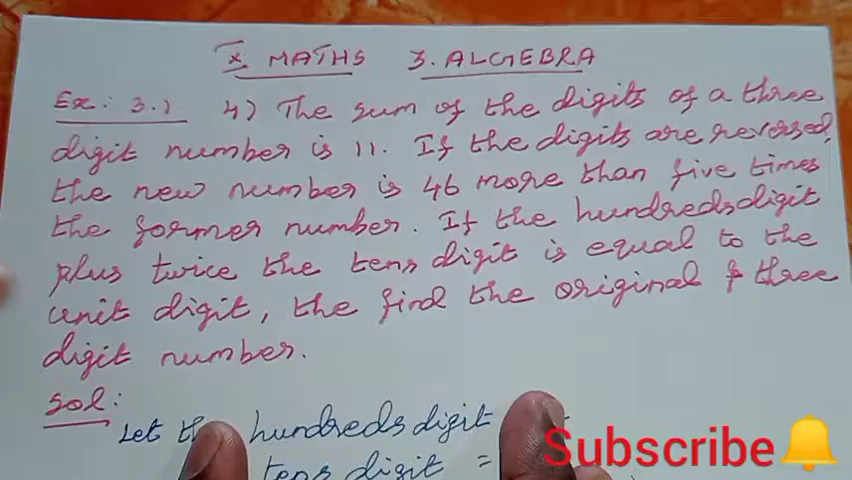 X MATHS 3. ALGEBRA
Ex: 3.1 4) The sum of the digits of a three
digit number is 11. If the digits are reversed,
the new number is 46 more than five times
the former number. If the hundreds digit
plus twice the tens digit is equal to the
unit digit, the find the original & three
digit number.
Sol:
Let hundreds digit
tens digit =
Subscribe